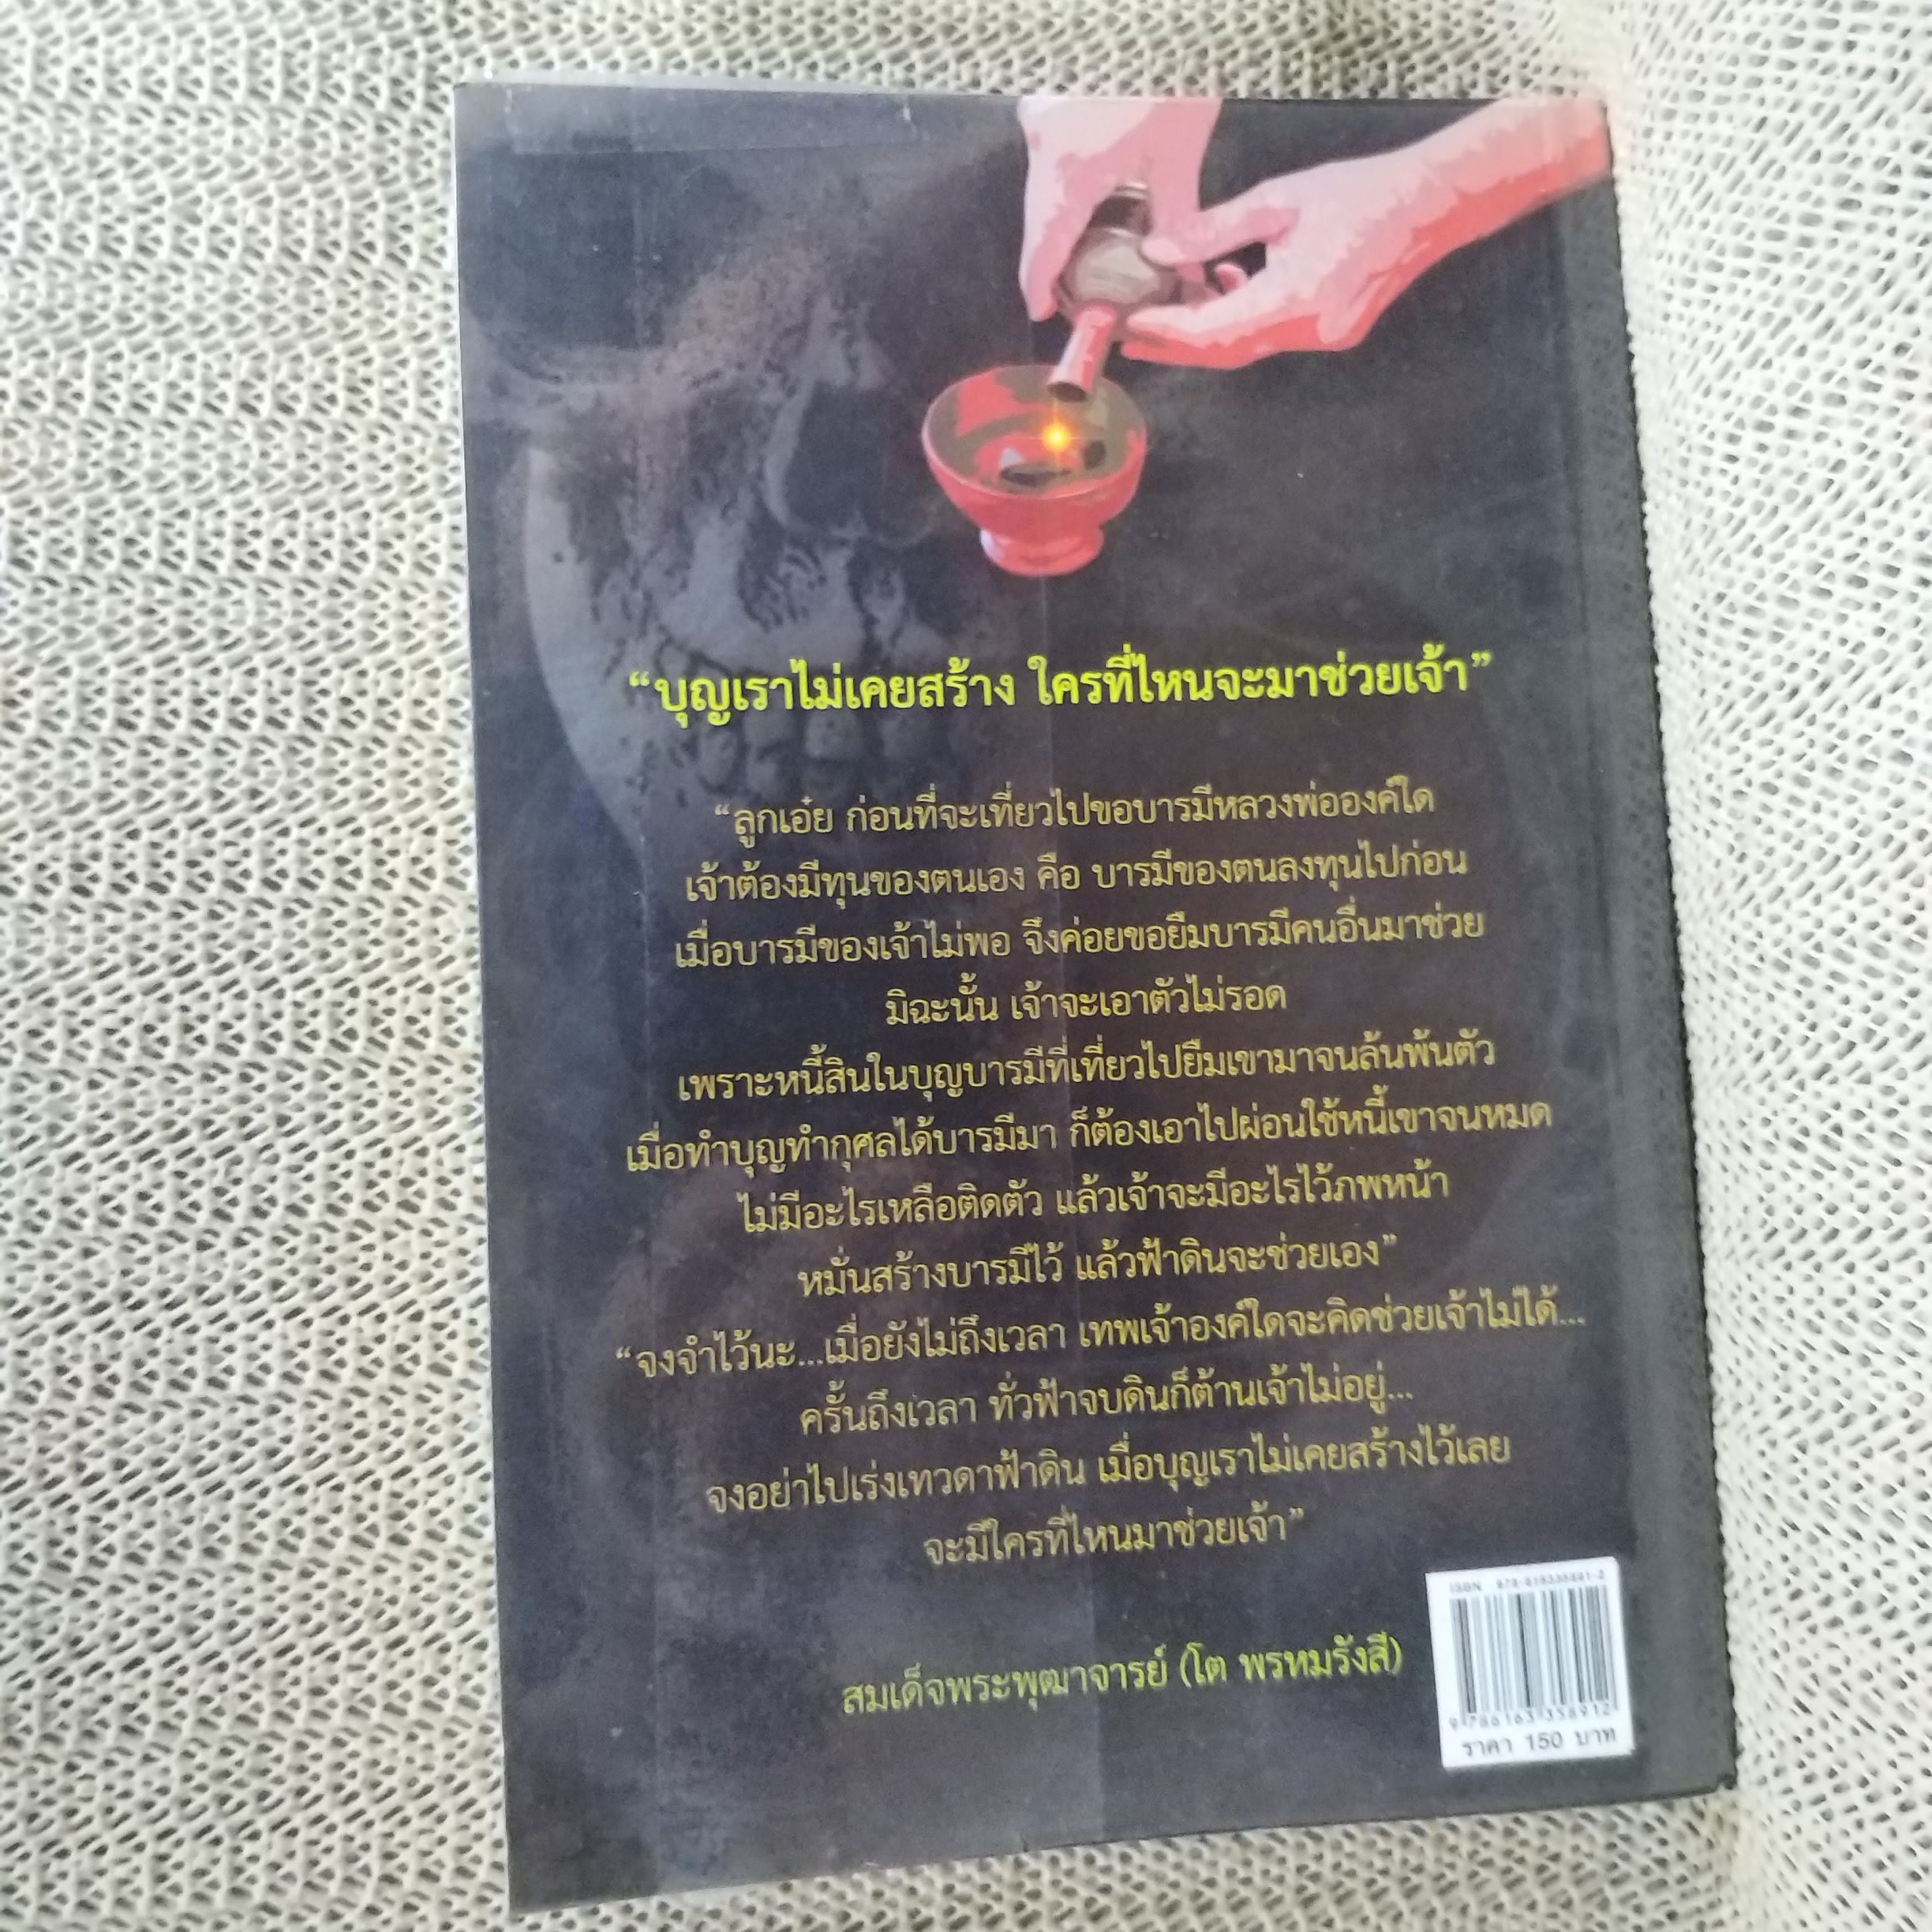 “บุญเราไม่เคยสร้าง ใครที่ไหนจะมาช่วยเจ้า”
“ลูกเอ๋ย ก่อนที่จะเที่ยวไปขอบารมีหลวงพ่อองค์ใด
เจ้าต้องมีทุนของตนเอง คือ บารมีของตนลงทุนไปก่อน
เมื่อบารมีของเจ้าไม่พอ จึงค่อยขอยืมบารมีคนอื่นมาช่วย
มิฉะนั้น เจ้าจะเอาตัวไม่รอด
เพราะหนี้สินในบุญบารมีที่เที่ยวไปยืมเขามาจนล้นพ้นตัว
เมื่อทำบุญทำกุศลได้บารมีมา ก็ต้องเอาไปผ่อนใช้หนี้เขาจนหมด
ไม่มีอะไรเหลือติดตัว แล้วเจ้าจะมีอะไรไว้ภพหน้า
หมั่นสร้างบารมีไว้ แล้วฟ้าดินจะช่วยเอง”
“จงจำไว้นะ...เมื่อยังไม่ถึงเวลา เทพเจ้าองค์ใดจะคิดช่วยเจ้าไม่ได้...
ครั้นถึงเวลา ทั่วฟ้าจบดินก็ต้านเจ้าไม่อยู่...
จงอย่าไปเร่งเทวดาฟ้าดิน เมื่อบุญเราไม่เคยสร้างไว้เลย
จะมีใครที่ไหนมาช่วยเจ้า”
สมเด็จพระพุฒาจารย์ (โต พรหมรังสี)
ISBN
9 786163 358912
ราคา 150 บาท